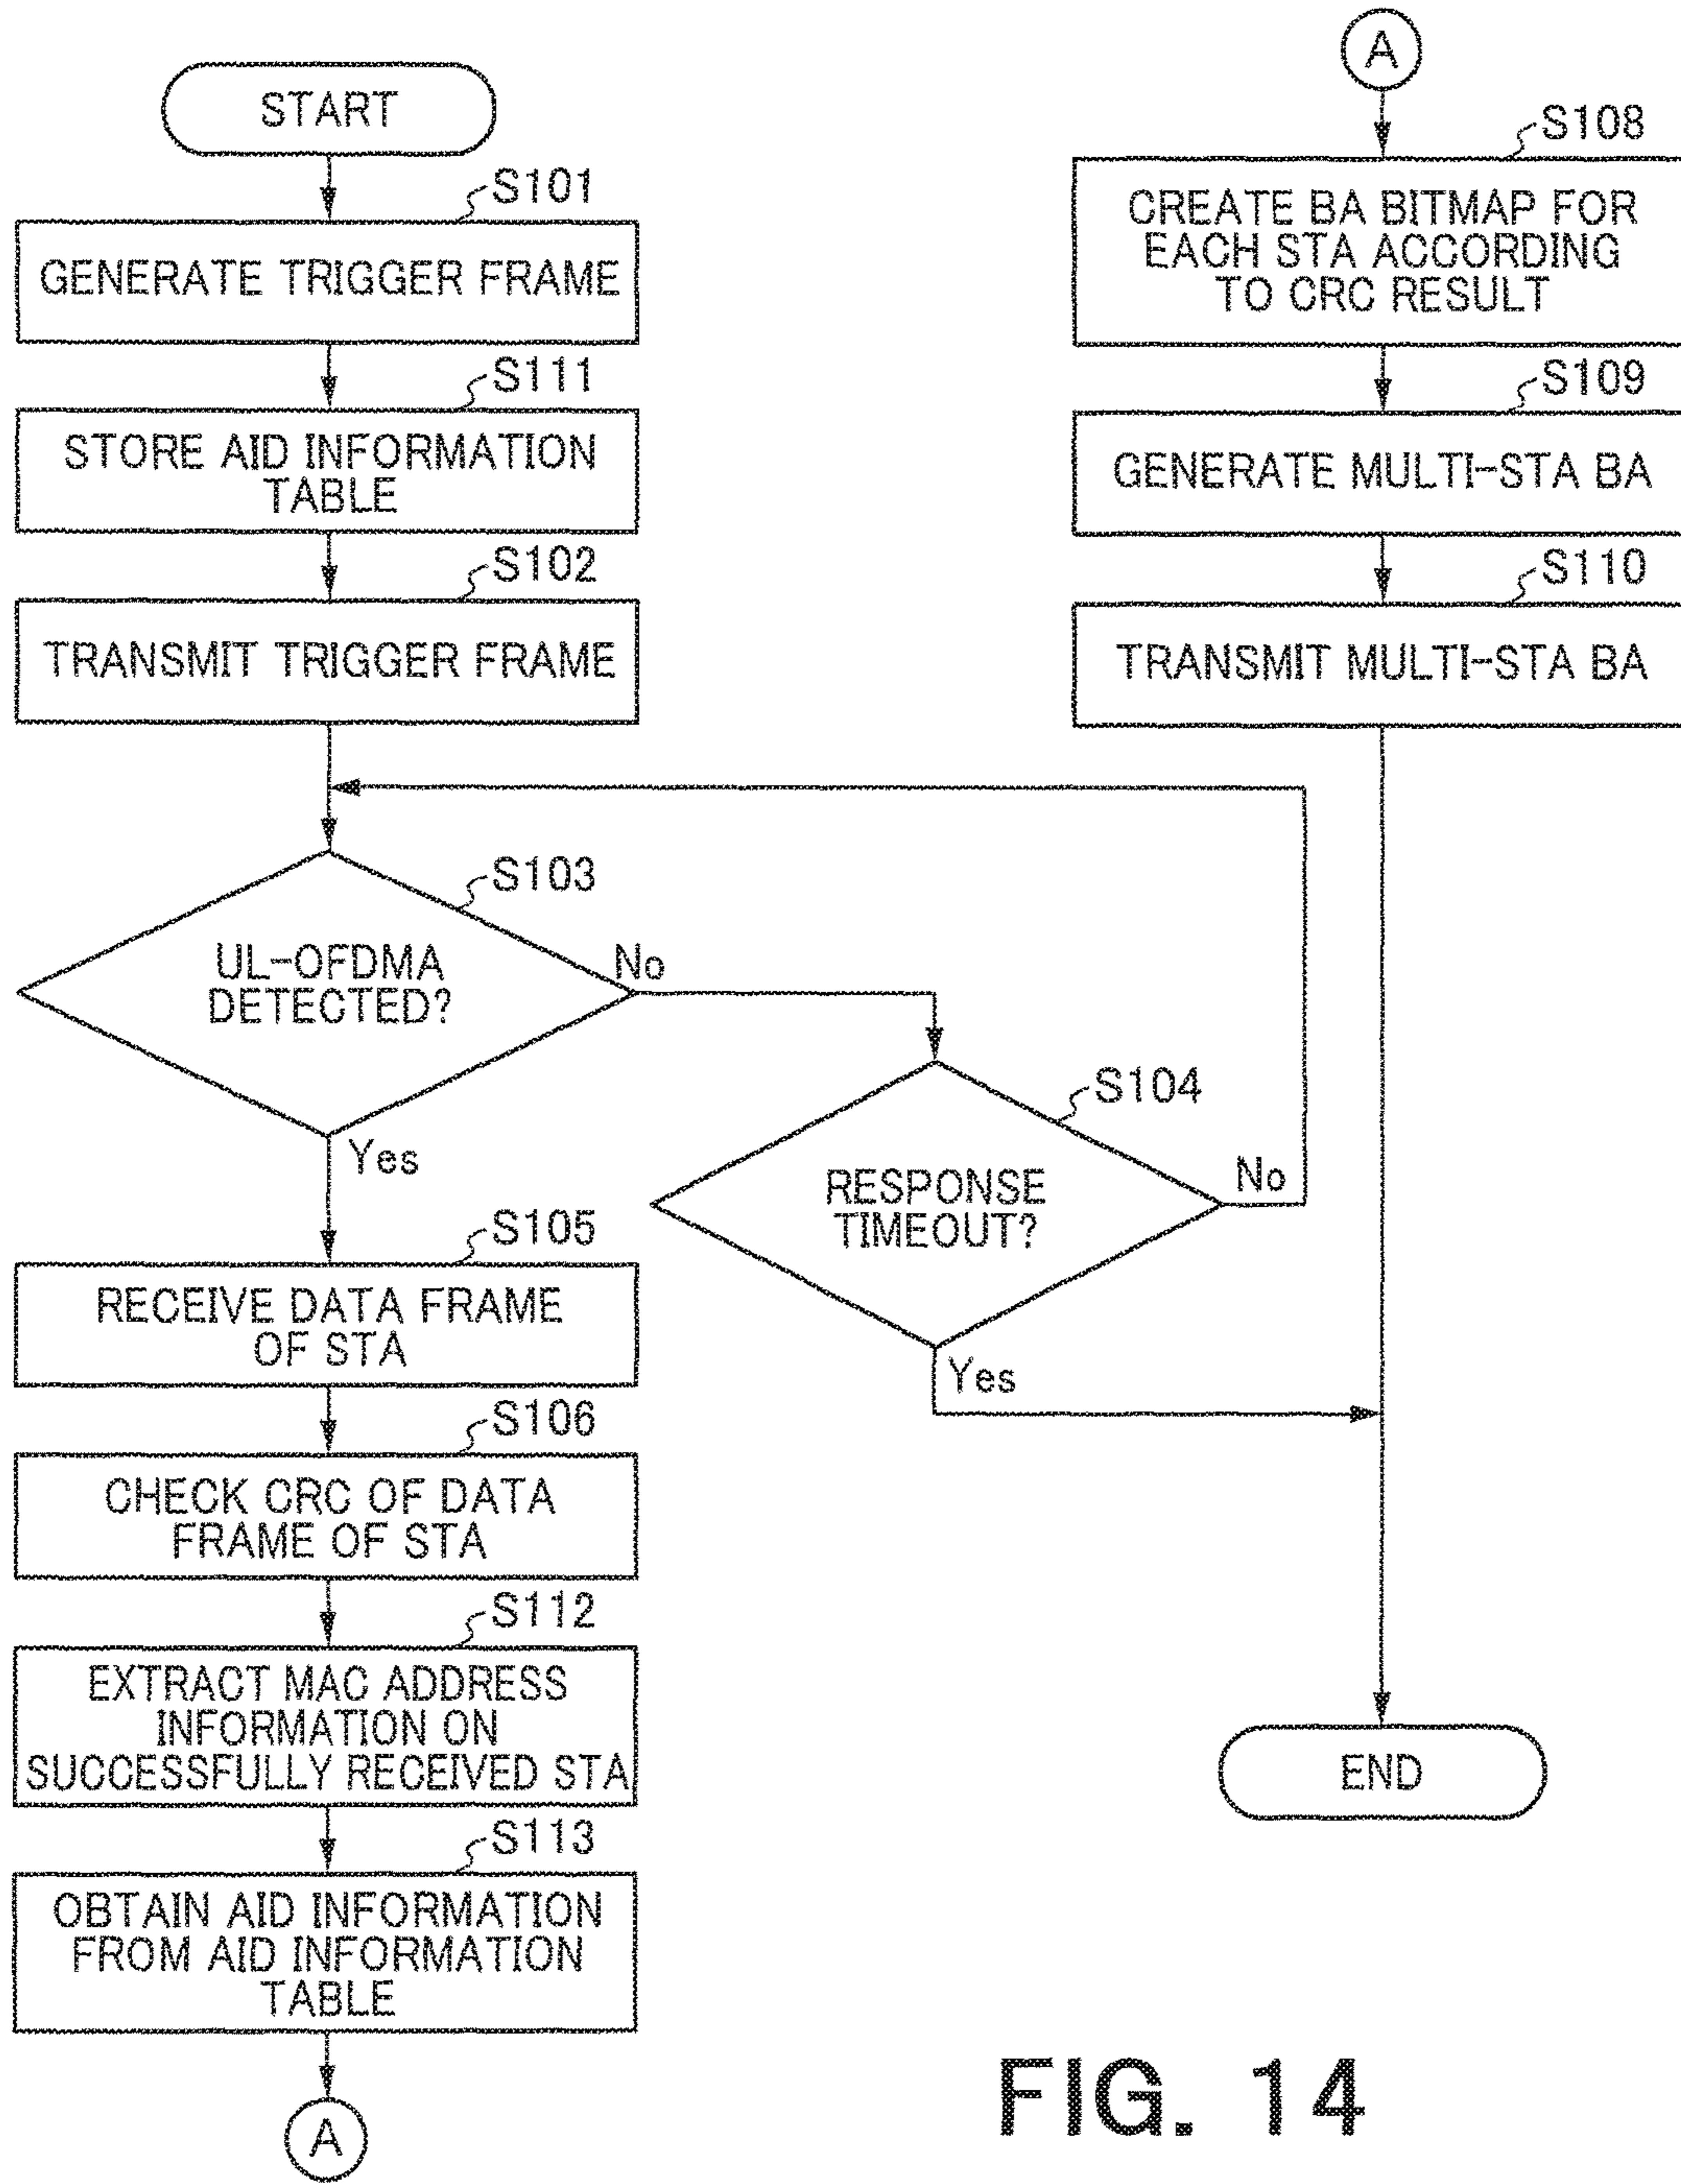 START
S101
GENERATE TRIGGER FRAME
S111
STORE AID INFORMATION
TABLE
S102
TRANSMIT TRIGGER FRAME
S103
UL-OFDMA
DETECTED?
No
Yes
S104
RESPONSE
TIMEOUT?
No
Yes
S105
RECEIVE DATA FRAME
OF STA
S106
CHECK CRC OF DATA
FRAME OF STA
S112
EXTRACT MAC ADDRESS
INFORMATION ON
SUCCESSFULLY RECEIVED STA
S113
OBTAIN AID INFORMATION
FROM AID INFORMATION
TABLE
A
A
S108
CREATE BA BITMAP FOR
EACH STA ACCORDING
TO CRC RESULT
S109
GENERATE MULTI-STA BA
S110
TRANSMIT MULTI-STA BA
END
FIG. 14